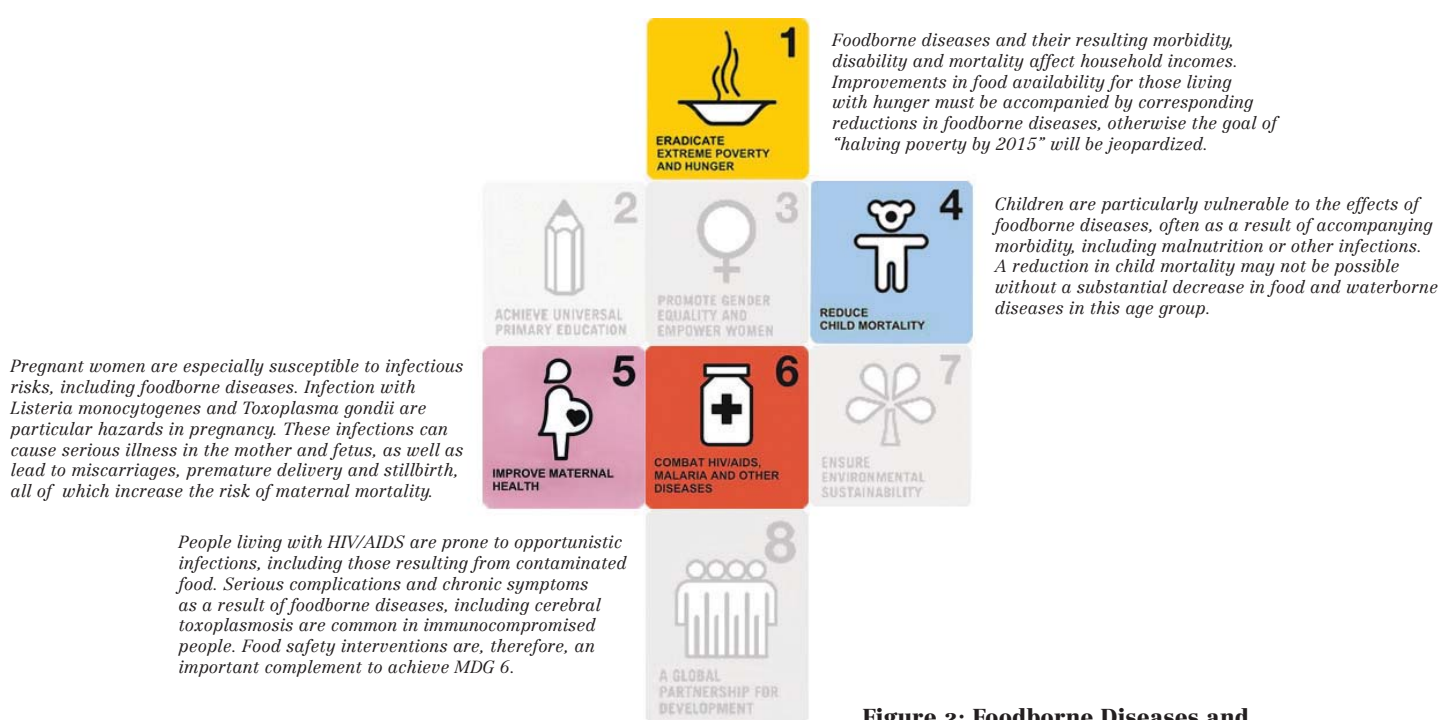 1
ERADICATE
EXTREME POVERTY
AND HUNGER
Foodborne diseases and their resulting morbidity,
disability and mortality affect household incomes.
Improvements in food availability for those living
with hunger must be accompanied by corresponding
reductions in foodborne diseases, otherwise the goal of
“halving poverty by 2015” will be jeopardized.
2
ACHIEVE UNIVERSAL
PRIMARY EDUCATION
3
PROMOTE GENDER
EQUALITY AND
EMPOWER WOMEN
4
REDUCE
CHILD MORTALITY
Children are particularly vulnerable to the effects of
foodborne diseases, often as a result of accompanying
morbidity, including malnutrition or other infections.
A reduction in child mortality may not be possible
without a substantial decrease in food and waterborne
diseases in this age group.
Pregnant women are especially susceptible to infectious
risks, including foodborne diseases. Infection with
Listeria monocytogenes and Toxoplasma gondii are
particular hazards in pregnancy. These infections can
cause serious illness in the mother and fetus, as well as
lead to miscarriages, premature delivery and stillbirth,
all of which increase the risk of maternal mortality.
5
IMPROVE MATERNAL
HEALTH
6
COMBAT HIV/AIDS,
MALARIA AND OTHER
DISEASES
7
ENSURE
ENVIRONMENTAL
SUSTAINABILITY
People living with HIV/AIDS are prone to opportunistic
infections, including those resulting from contaminated
food. Serious complications and chronic symptoms
as a result of foodborne diseases, including cerebral
toxoplasmosis are common in immunocompromised
people. Food safety interventions are, therefore, an
important complement to achieve MDG 6.
8
A GLOBAL
PARTNERSHIP FOR
DEVELOPMENT
Foodborne Diseases and